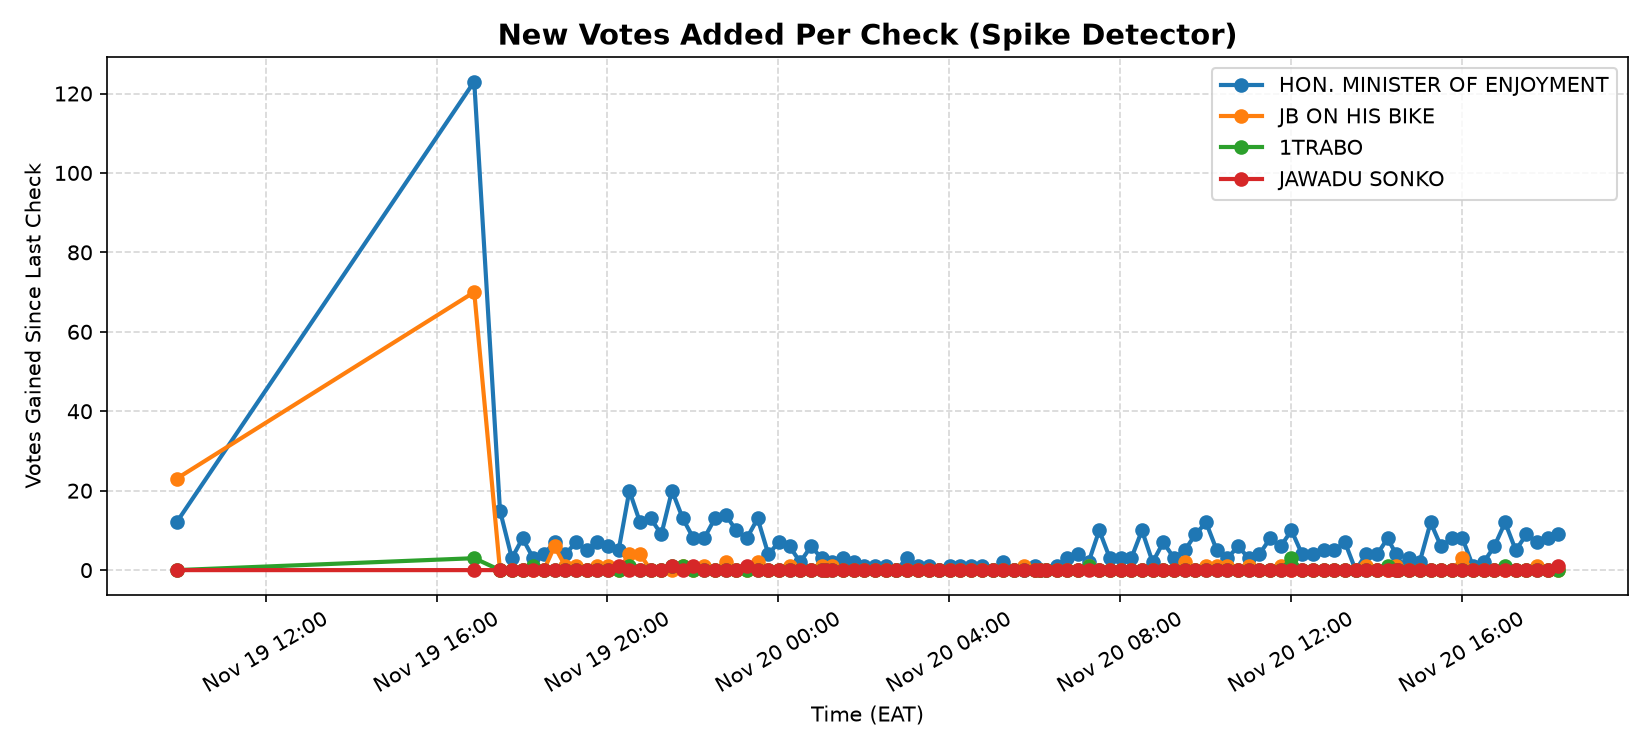 New Votes Added Per Check (Spike Detector)
HON. MINISTER OF ENJOYMENT
JB ON HIS BIKE
1TRABO
JAWADU SONKO
Votes Gained Since Last Check
120
100
80
60
40
20
0
Nov 19 12:00
Nov 19 16:00
Nov 19 20:00
Nov 20 00:00
Nov 20 04:00
Nov 20 08:00
Nov 20 12:00
Nov 20 16:00
Time (EAT)